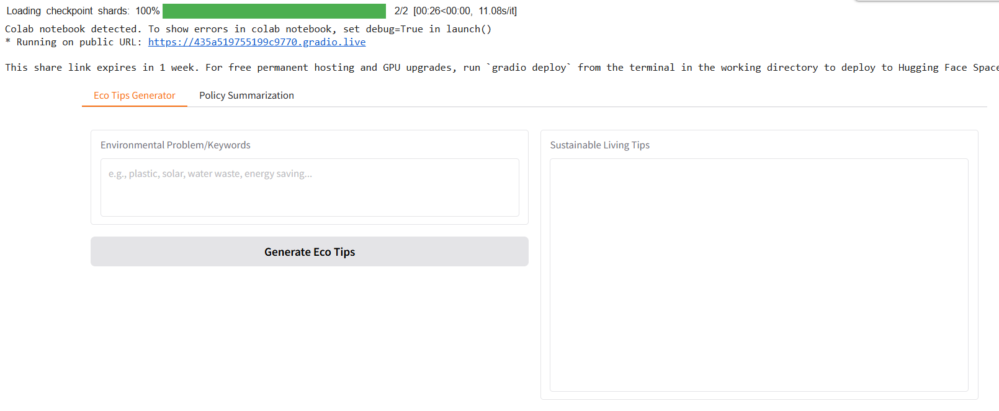 Loading checkpoint shards: 100% 2/2 [00:26<00:00, 11.08s/it]
Colab notebook detected. To show errors in colab notebook, set debug=True in launch()
* Running on public URL: https://435a519755199c9770.gradio.live
This share link expires in 1 week. For free permanent hosting and GPU upgrades, run `gradio deploy` from the terminal in the working directory to deploy to Hugging Face Space
Eco Tips Generator Policy Summarization
Environmental Problem/Keywords Sustainable Living Tips
e.g., plastic, solar, water waste, energy saving...
Generate Eco Tips